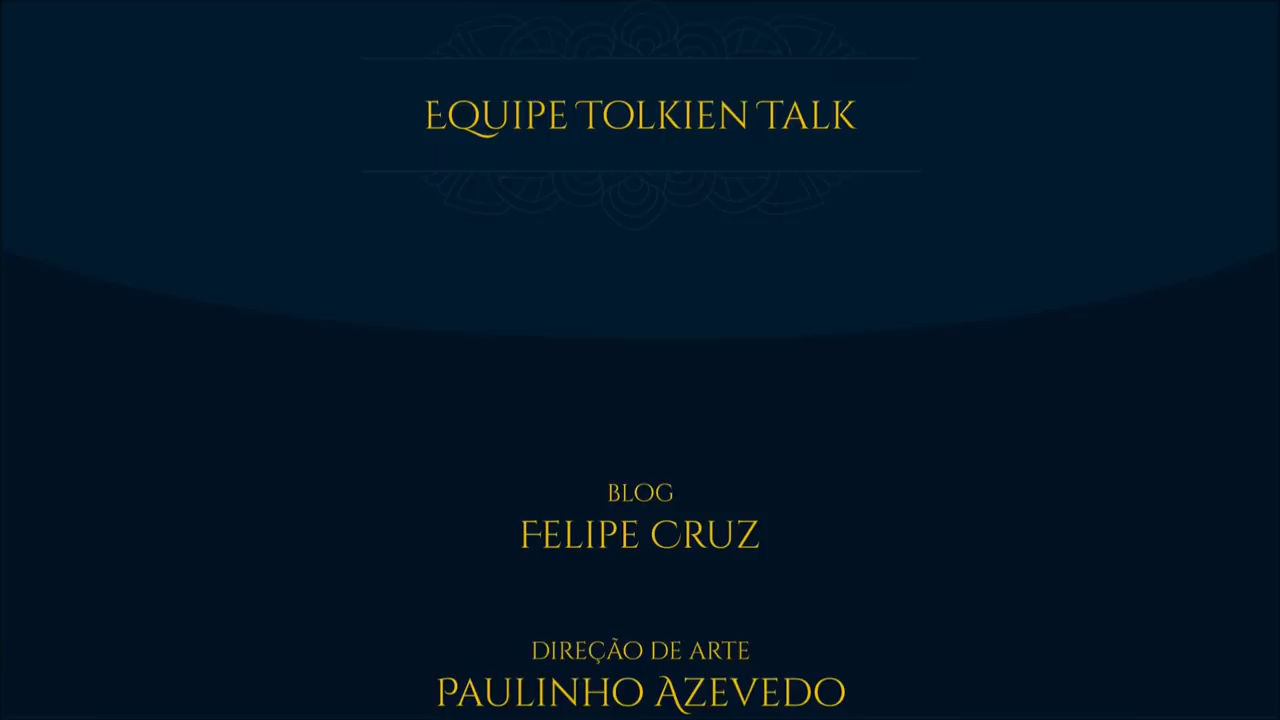 Equipe Tolkien Talk
Blog
Felipe Cruz
Direção de Arte
Paulinho Azevedo